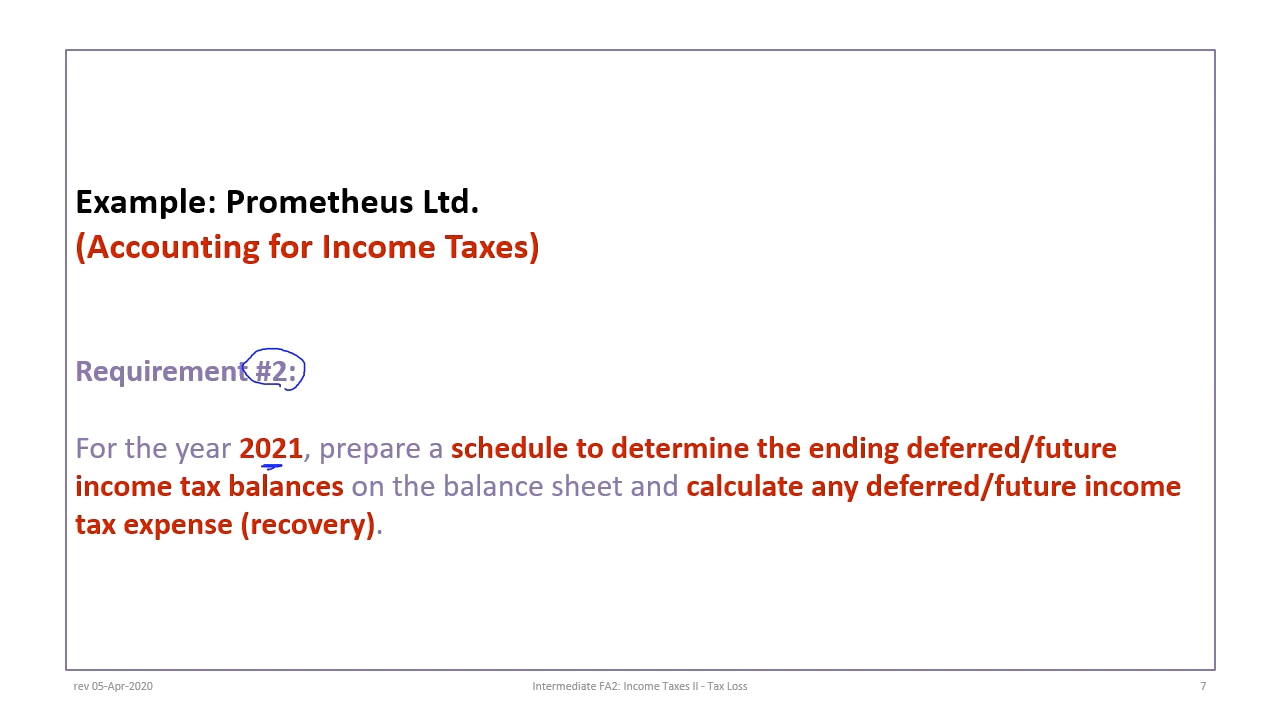 Example: Prometheus Ltd.
(Accounting for Income Taxes)
Requirement #2:
For the year 2021, prepare a schedule to determine the ending deferred/future
income tax balances on the balance sheet and calculate any deferred/future income
tax expense (recovery).
rev 05-Apr-2020
Intermediate FA2: Income Taxes II - Tax Loss
7